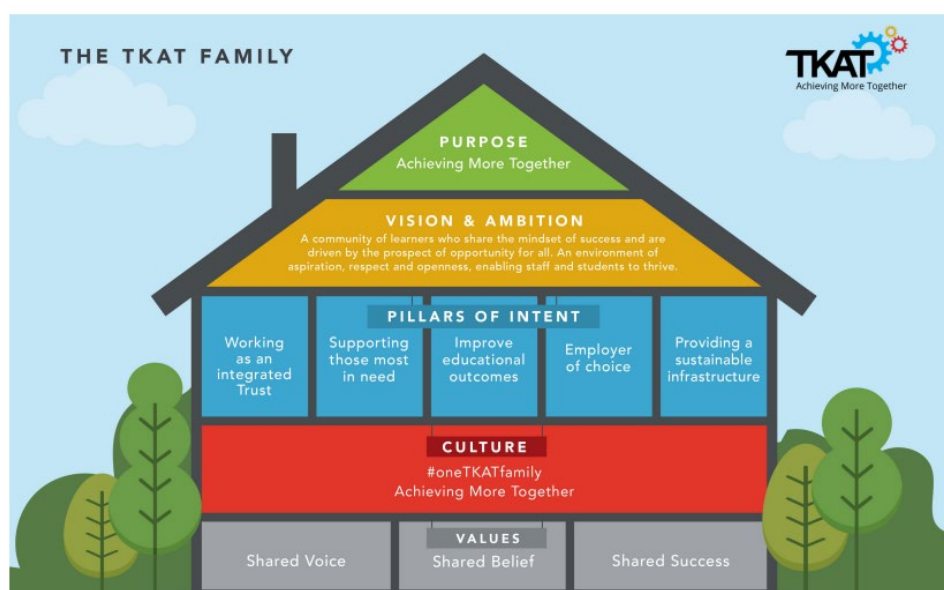 THE TKAT FAMILY
TKAT
Achieving More Together
PURPOSE
Achieving More Together
VISION & AMBITION
A community of learners who share the mindset of success and are
driven by the prospect of opportunity for all. An environment of
aspiration, respect and openness, enabling staff and students to thrive.
PILLARS OF INTENT
Working
as an
integrated
Trust
Supporting
those most
in need
Improve
educational
outcomes
Employer
of choice
Providing a
sustainable
infrastructure
CULTURE
#oneTKATfamily
Achieving More Together
VALUES
Shared Voice
Shared Belief
Shared Success